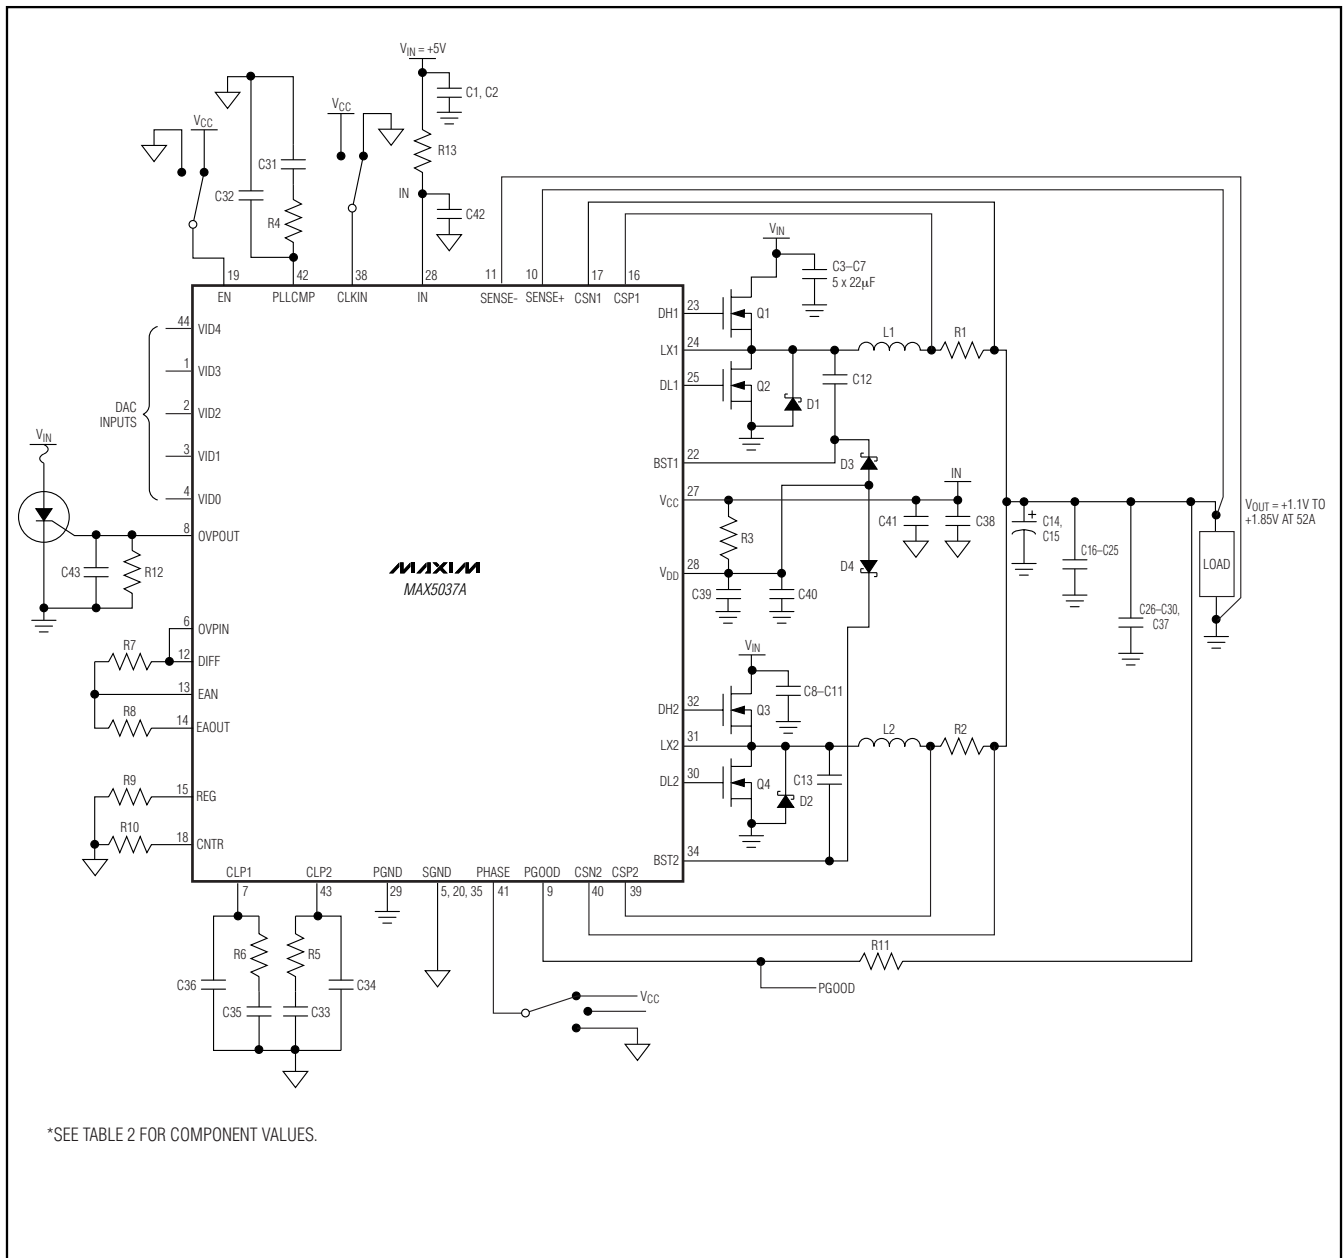 VIN = +5V
C1, C2
VCC
VCC
R13
C31
C32
R4
IN
C42
VIN
C3–C7
5 x 22µF
19
42
38
28
11
10
17
16
EN
PLLCMP
CLKIN
IN
SENSE-
SENSE+
CSN1
CSP1
DH1
23
Q1
L1
R1
44
VID4
LX1
24
1
VID3
DL1
25
Q2
C12
D1
DAC
INPUTS
2
VID2
VIN
3
VID1
BST1
22
D3
IN
4
VID0
VCC
27
VOUT = +1.1V TO
+1.85V AT 52A
8
OVPOUT
R3
C41
C38
+
C14,
C15
C16–C25
LOAD
C43
R12
MAXIM
MAX5037A
VDD
28
D4
C39
C40
C26–C30,
C37
6
OVPIN
R7
12
DIFF
VIN
13
EAN
C8–C11
R8
14
EAOUT
DH2
32
Q3
L2
R2
LX2
31
R9
15
REG
DL2
30
Q4
C13
D2
R10
18
CNTR
BST2
34
CLP1
CLP2
PGND
SGND
PHASE
PGOOD
CSN2
CSP2
7
43
29
5, 20, 35
41
9
40
39
R6
R5
R11
C36
C34
PGOOD
C35
C33
VCC
*SEE TABLE 2 FOR COMPONENT VALUES.